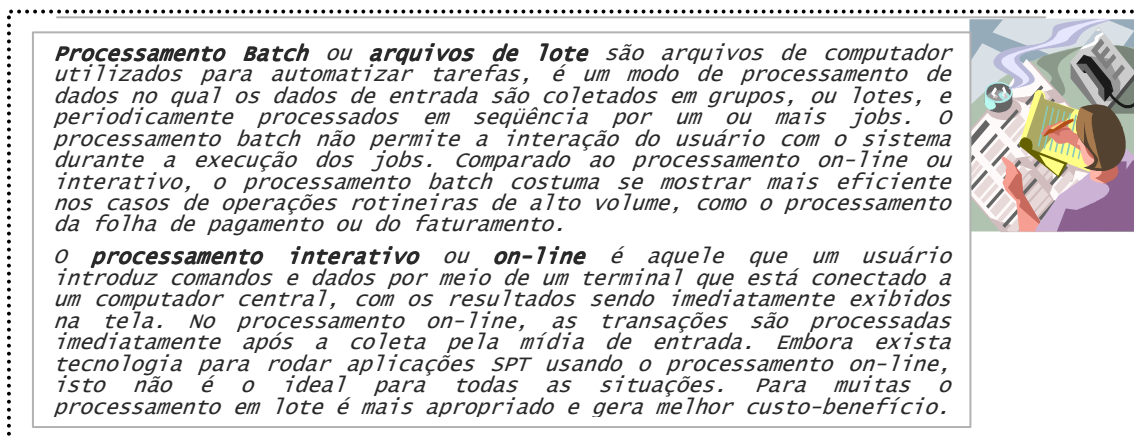 Processamento Batch ou arquivos de lote são arquivos de computador
utilizados para automatizar tarefas, é um modo de processamento de
dados no qual os dados de entrada são coletados em grupos, ou lotes, e
periodicamente processados em seqüência por um ou mais jobs. O
processamento batch não permite a interação do usuário com o sistema
durante a execução dos jobs. Comparado ao processamento on-line ou
interativo, o processamento batch costuma se mostrar mais eficiente
nos casos de operações rotineiras de alto volume, como o processamento
da folha de pagamento ou do faturamento.
O processamento interativo ou on-line é aquele que um usuário
introduz comandos e dados por meio de um terminal que está conectado a
um computador central, com os resultados sendo imediatamente exibidos
na tela. No processamento on-line, as transações são processadas
imediatamente após a coleta pela mídia de entrada. Embora exista
tecnologia para rodar aplicações SPT usando o processamento on-line,
isto não é o ideal para todas as situações. Para muitas o
processamento em lote é mais apropriado e gera melhor custo-benefício.